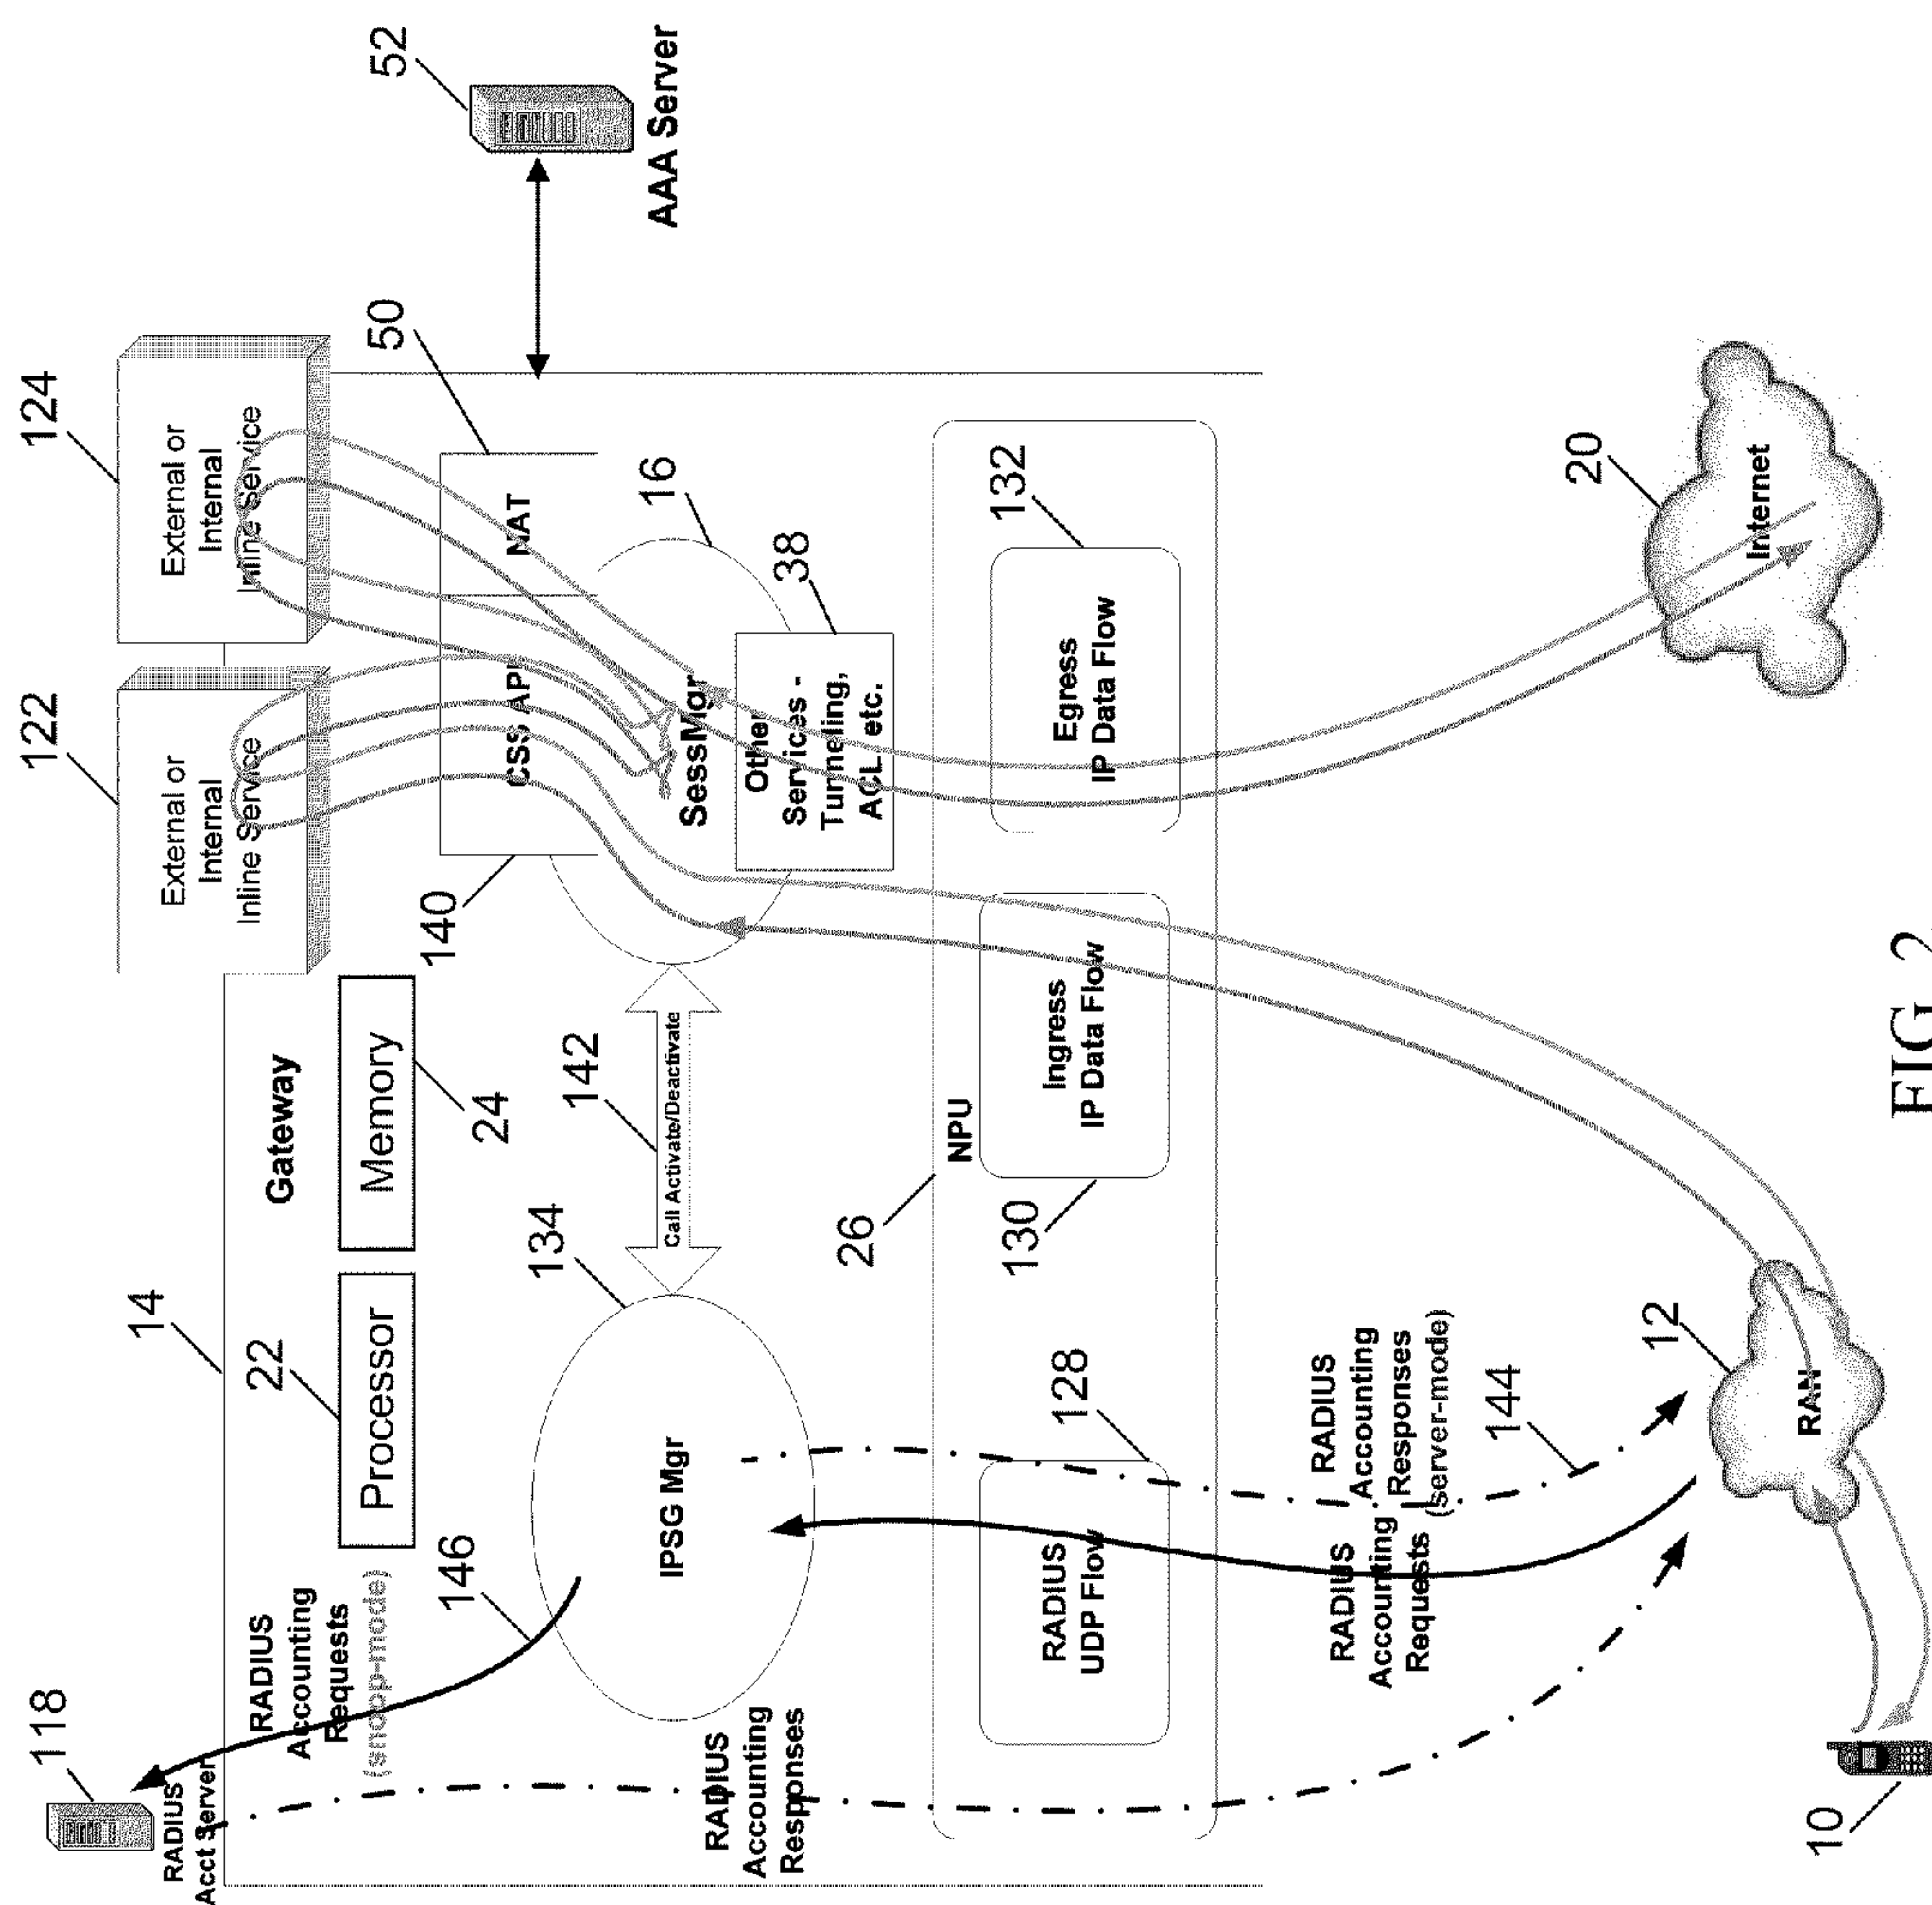 118
RADIUS
Acct Server
14
122
124
External or
Internal
Inline Service
External or
Internal
Inline Service
Gateway
22
Processor
Memory
24
RADIUS
Accounting
Requests
(snoop-mode)
146
140
CSS API
NAT
50
52
AAA Server
134
IPSG Mgr
142
Call Activate/Deactivate
16
SessMgr
38
Other
Services -
Tunneling,
ACL etc.
RADIUS
Accounting
Responses
26
NPU
128
RADIUS
UDP Flow
130
Ingress
IP Data Flow
132
Egress
IP Data Flow
RADIUS
Accounting
Requests
RADIUS
Accounting
Responses
(server-mode)
144
12
RAN
20
Internet
10
FIG. 2